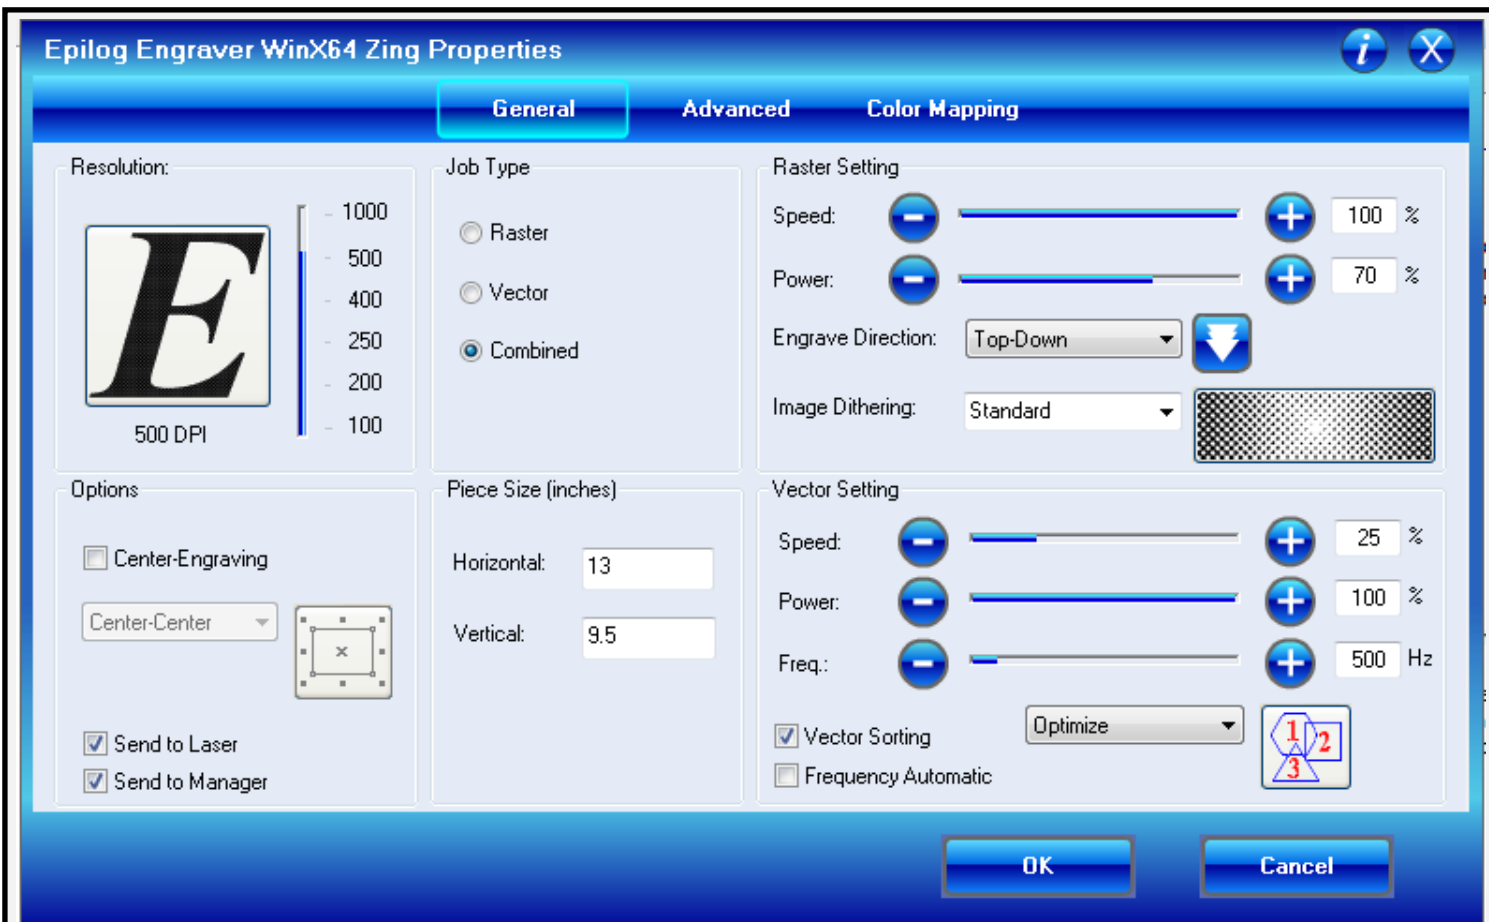 Epilog Engraver WinX64 Zing Properties
i X
General Advanced Color Mapping
Resolution:
E
1000
500
400
250
200
100
500 DPI
Job Type
Raster
Vector
Combined
Raster Setting
Speed: - + 100 %
Power: - + 70 %
Engrave Direction: Top-Down
Image Dithering: Standard
Options
Center-Engraving
Center-Center
Send to Laser
Send to Manager
Piece Size (inches)
Horizontal: 13
Vertical: 9.5
Vector Setting
Speed: - + 25 %
Power: - + 100 %
Freq.: - + 500 Hz
Vector Sorting Optimize
1 2
3
Frequency Automatic
OK Cancel